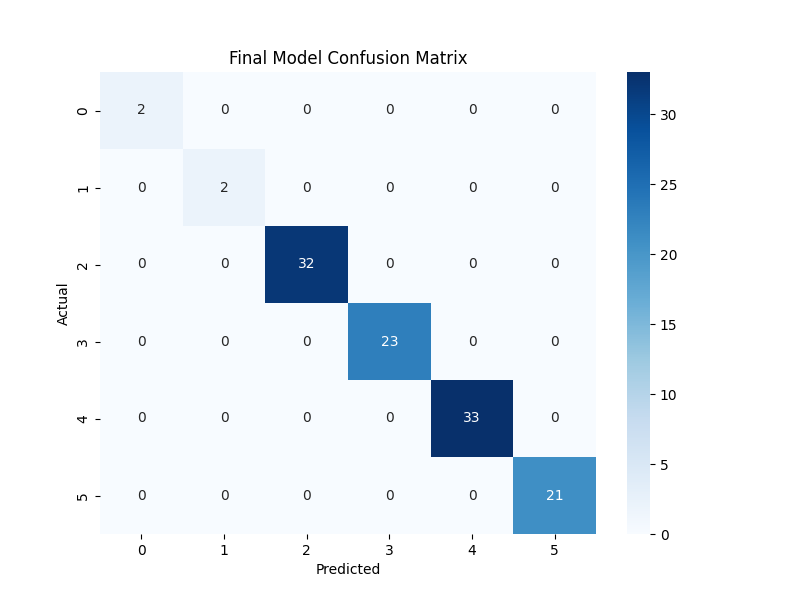 Final Model Confusion Matrix
0 2 0 0 0 0 0
1 0 2 0 0 0 0
2 0 0 32 0 0 0
3 0 0 0 23 0 0
4 0 0 0 0 33 0
5 0 0 0 0 0 21
0 1 2 3 4 5
Predicted
Actual
30
25
20
15
10
5
0